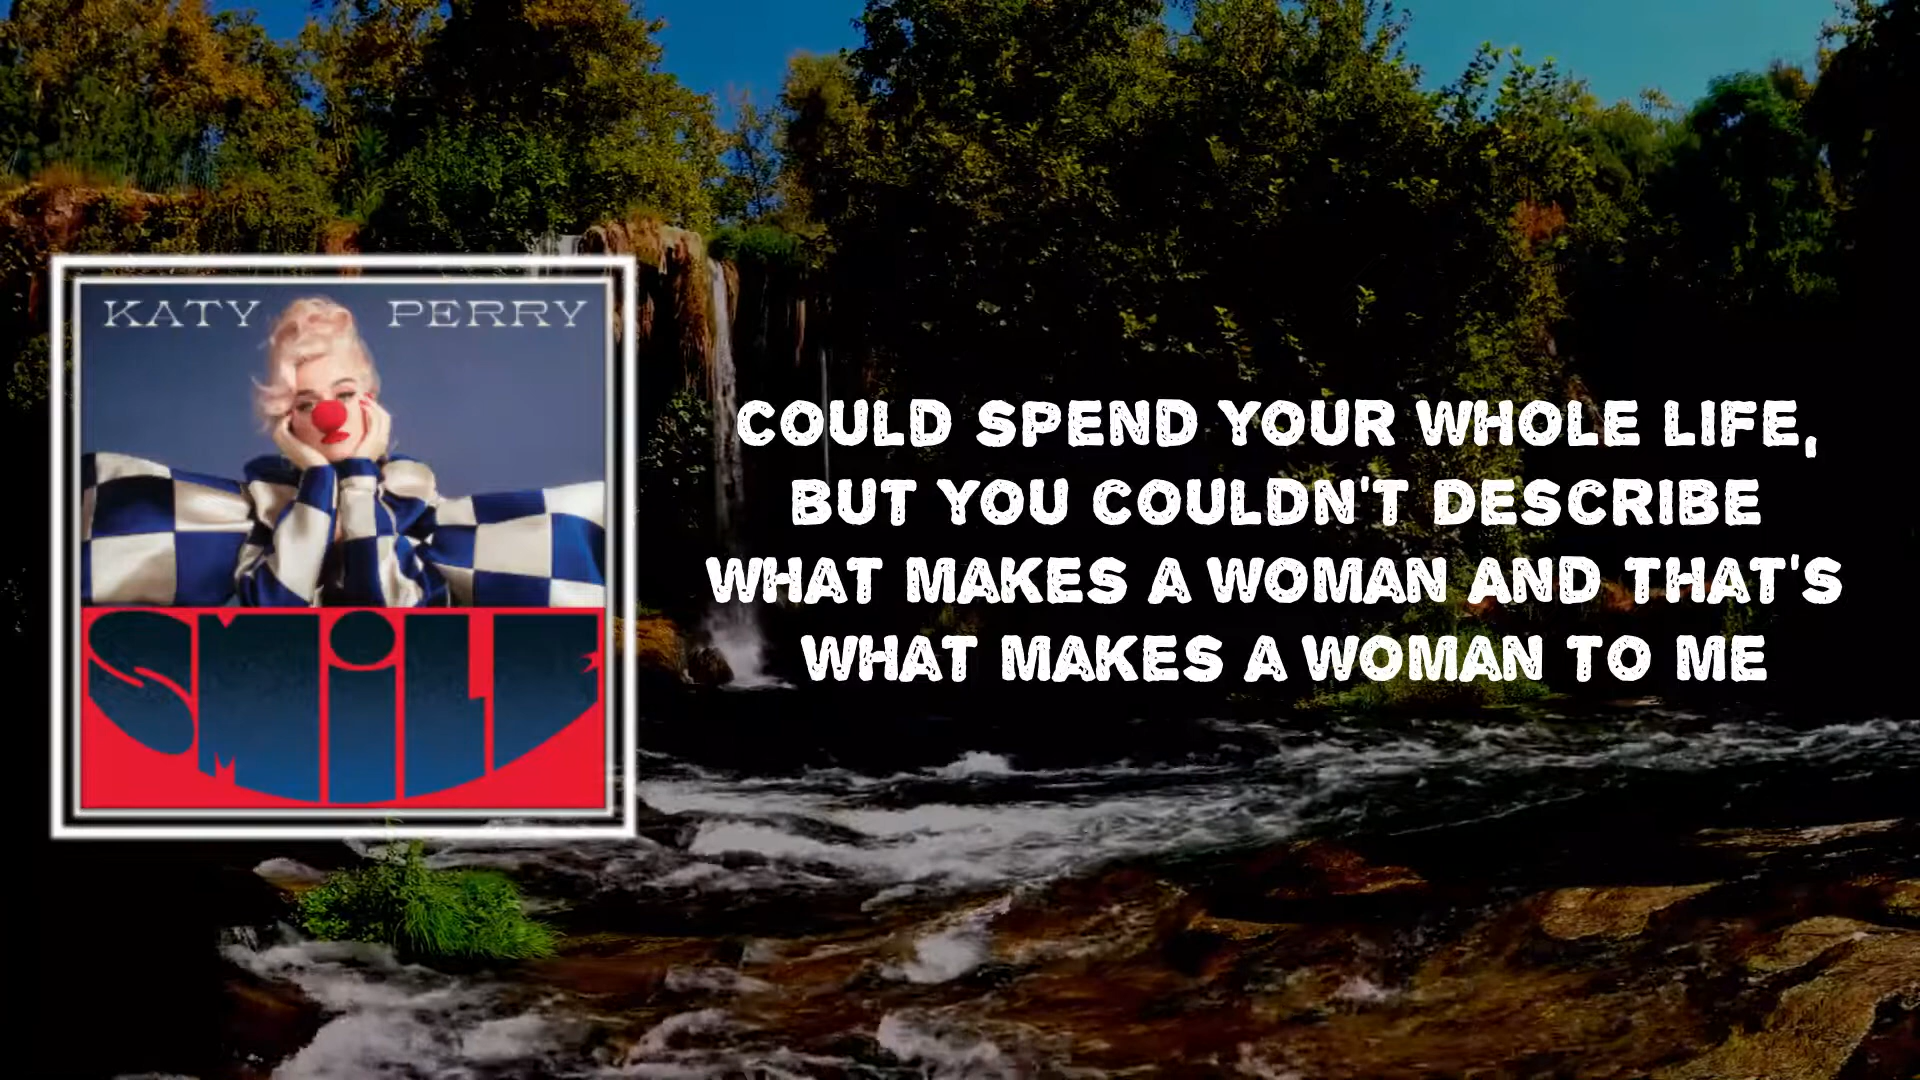 KATY PERRY
SMILE
COULD SPEND YOUR WHOLE LIFE,
BUT YOU COULDN'T DESCRIBE
WHAT MAKES A WOMAN AND THAT'S
WHAT MAKES A WOMAN TO ME